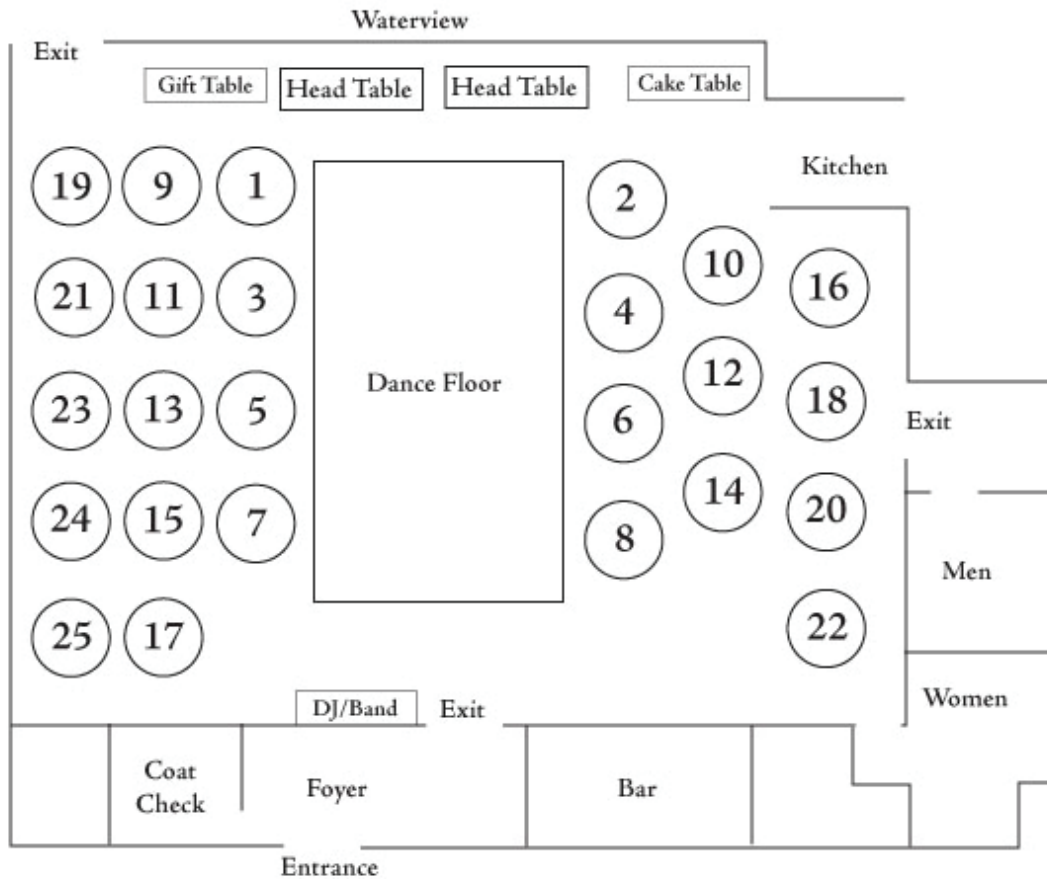 Waterview
Exit
Gift Table
Head Table
Head Table
Cake Table
19
9
1
2
Kitchen
10
16
21
11
3
4
Dance Floor
12
18
23
13
5
6
Exit
14
20
24
15
7
8
Men
22
25
17
Women
DJ/Band
Exit
Coat
Check
Foyer
Bar
Entrance